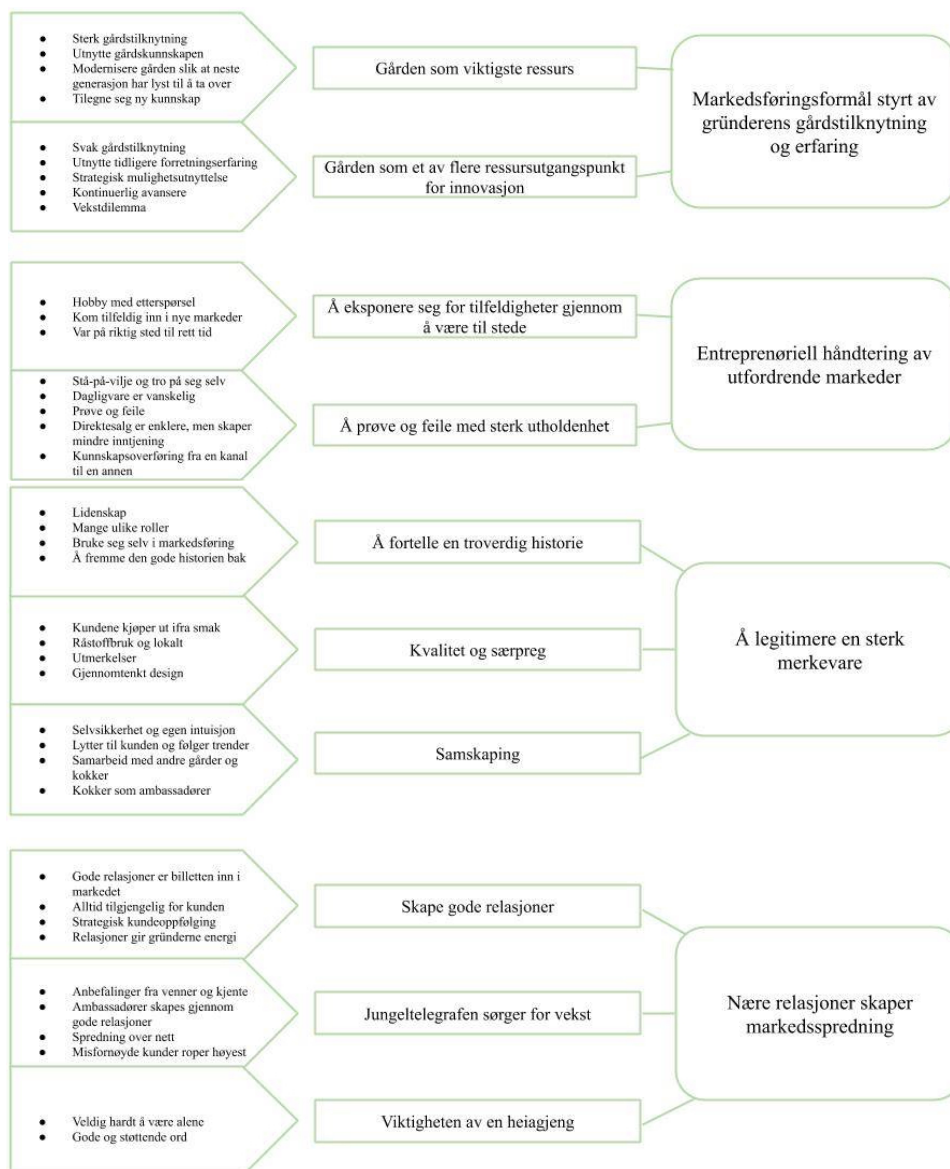 ● Sterk gårdstilknytning
● Utnytte gårdskunnskapen
● Modernisere gården slik at neste
generasjon har lyst til å ta over
● Tilegne seg ny kunnskap
Gården som viktigste ressurs
● Svak gårdstilknytning
● Utnytte tidligere forretningserfaring
● Strategisk mulighetsutnyttelse
● Kontinuerlig avansere
● Vekstdilemma
Gården som et av flere ressursutgangspunkt
for innovasjon
Markedsføringsformål styrt av
gründerens gårdstilknytning
og erfaring
● Hobby med etterspørsel
● Kom tilfeldig inn i nye markeder
● Var på riktig sted til rett tid
Å eksponere seg for tilfeldigheter gjennom
å være til stede
● Stå-på-vilje og tro på seg selv
● Dagligvare er vanskelig
● Prøve og feile
● Direktesalg er enklere, men skaper
mindre inntjening
● Kunnskapsoverføring fra en kanal
til en annen
Å prøve og feile med sterk utholdenhet
Entreprenøriell håndtering av
utfordrende markeder
● Lidenskap
● Mange ulike roller
● Bruke seg selv i markedsføring
● Å fremme den gode historien bak
Å fortelle en troverdig historie
● Kundene kjøper ut ifra smak
● Råstoffbruk og lokalt
● Utmerkelser
● Gjennomtenkt design
Kvalitet og særpreg
● Selvsikkerhet og egen intuisjon
● Lytter til kunden og følger trender
● Samarbeid med andre gårder og
kokker
● Kokker som ambassadører
Samskaping
Å legitimere en sterk
merkevare
● Gode relasjoner er billetten inn i
markedet
● Alltid tilgjengelig for kunden
● Strategisk kundeoppfølging
● Relasjoner gir gründerne energi
Skape gode relasjoner
● Anbefalinger fra venner og kjente
● Ambassadører skapes gjennom
gode relasjoner
● Spredning over nett
● Misfornøyde kunder roper høyest
Jungeltelegrafen sørger for vekst
● Veldig hardt å være alene
● Gode og støttende ord
Viktigheten av en heiagjeng
Nære relasjoner skaper
markedsspredning